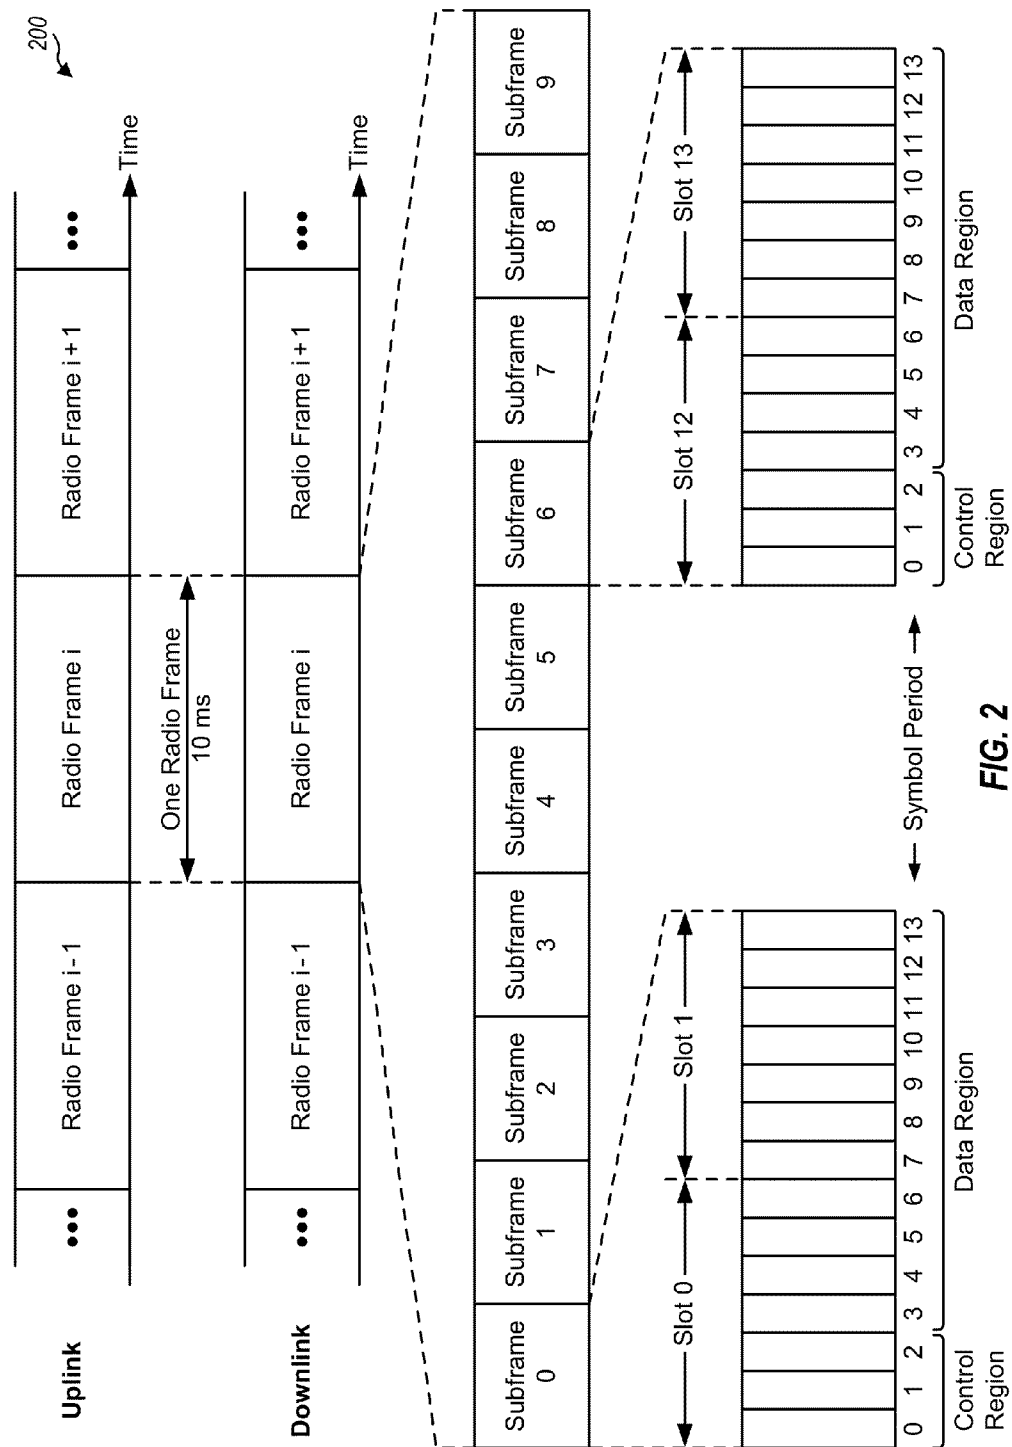 200
Uplink
••• Radio Frame i - 1 Radio Frame i Radio Frame i + 1 •••
Time
One Radio Frame
10 ms
Downlink
••• Radio Frame i - 1 Radio Frame i Radio Frame i + 1 •••
Time
Subframe Subframe Subframe Subframe Subframe Subframe Subframe Subframe Subframe Subframe
0 1 2 3 4 5 6 7 8 9
Slot 0 Slot 1 Slot 12 Slot 13
0 1 2 3 4 5 6 7 8 9 10 11 12 13 Symbol Period 0 1 2 3 4 5 6 7 8 9 10 11 12 13
Control Data Region Control Data Region
Region Region
FIG. 2